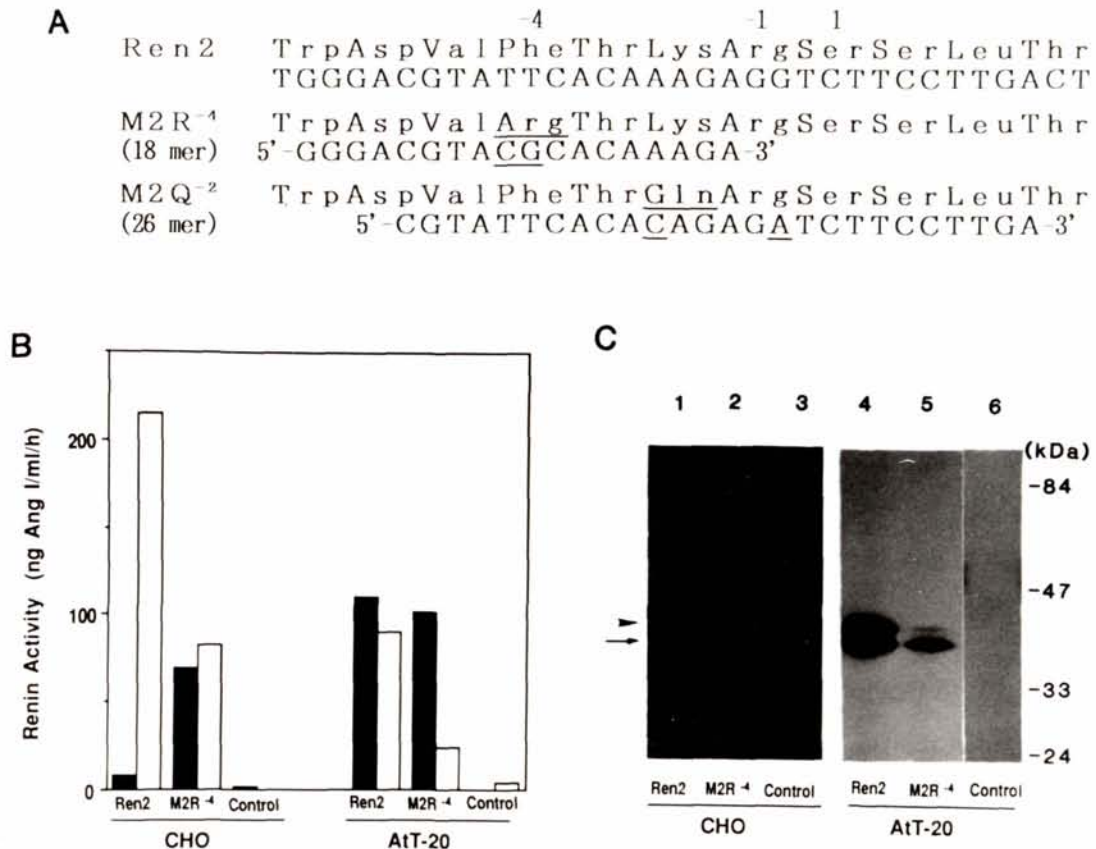 A
-4 -1 1
Ren2 TrpAspValPheThrLysArgSerSerLeuThr
TGGGACGTATTCACAAAGAGGTCTTCCTTGACT
M2R⁻⁴ TrpAspValArgThrLysArgSerSerLeuThr
(18 mer) 5'-GGGACGTACGCACAAAGA-3'
M2Q⁻² TrpAspValPheThrGlnArgSerSerLeuThr
(26 mer) 5'-CGTATTCACACAGAGATCTTCCTTGA-3'
B
Renin Activity (ng Ang I/ml/h)
200
100
0
Ren2 M2R⁻⁴ Control Ren2 M2R⁻⁴ Control
CHO AtT-20
C
1 2 3 4 5 6
(kDa)
-84
-47
-33
-24
Ren2 M2R⁻⁴ Control Ren2 M2R⁻⁴ Control
CHO AtT-20